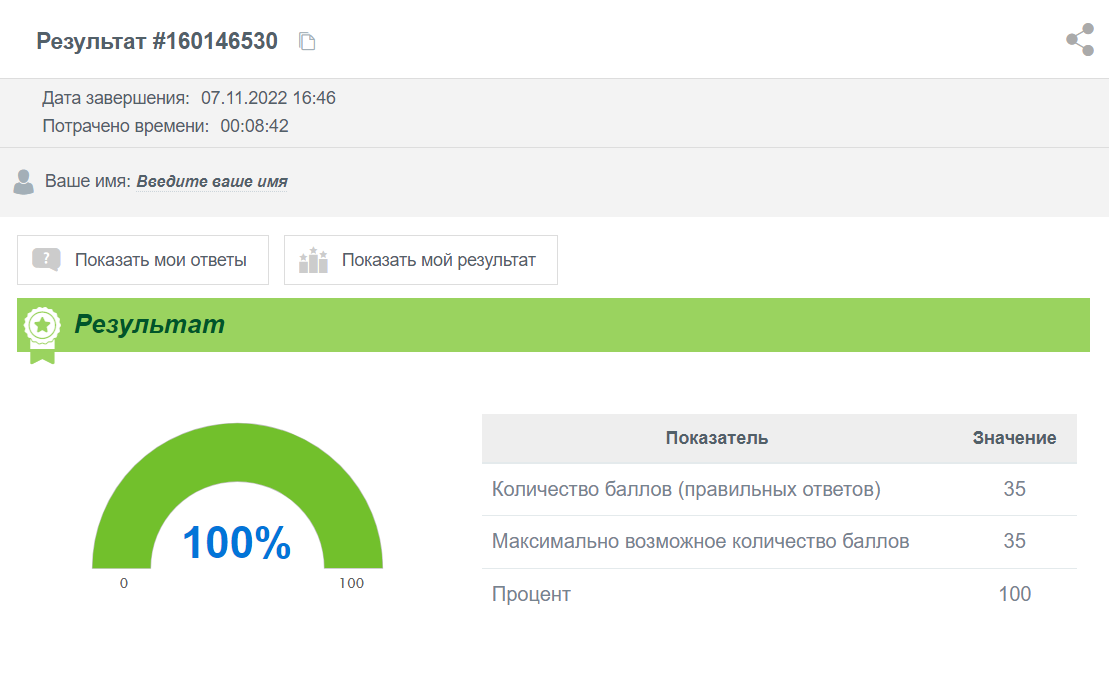 Результат #160146530
Дата завершения: 07.11.2022 16:46
Потрачено времени: 00:08:42
Ваше имя: Введите ваше имя
? Показать мои ответы
Показать мой результат
Результат
100%
0
100
Показатель Значение
Количество баллов (правильных ответов) 35
Максимально возможное количество баллов 35
Процент 100